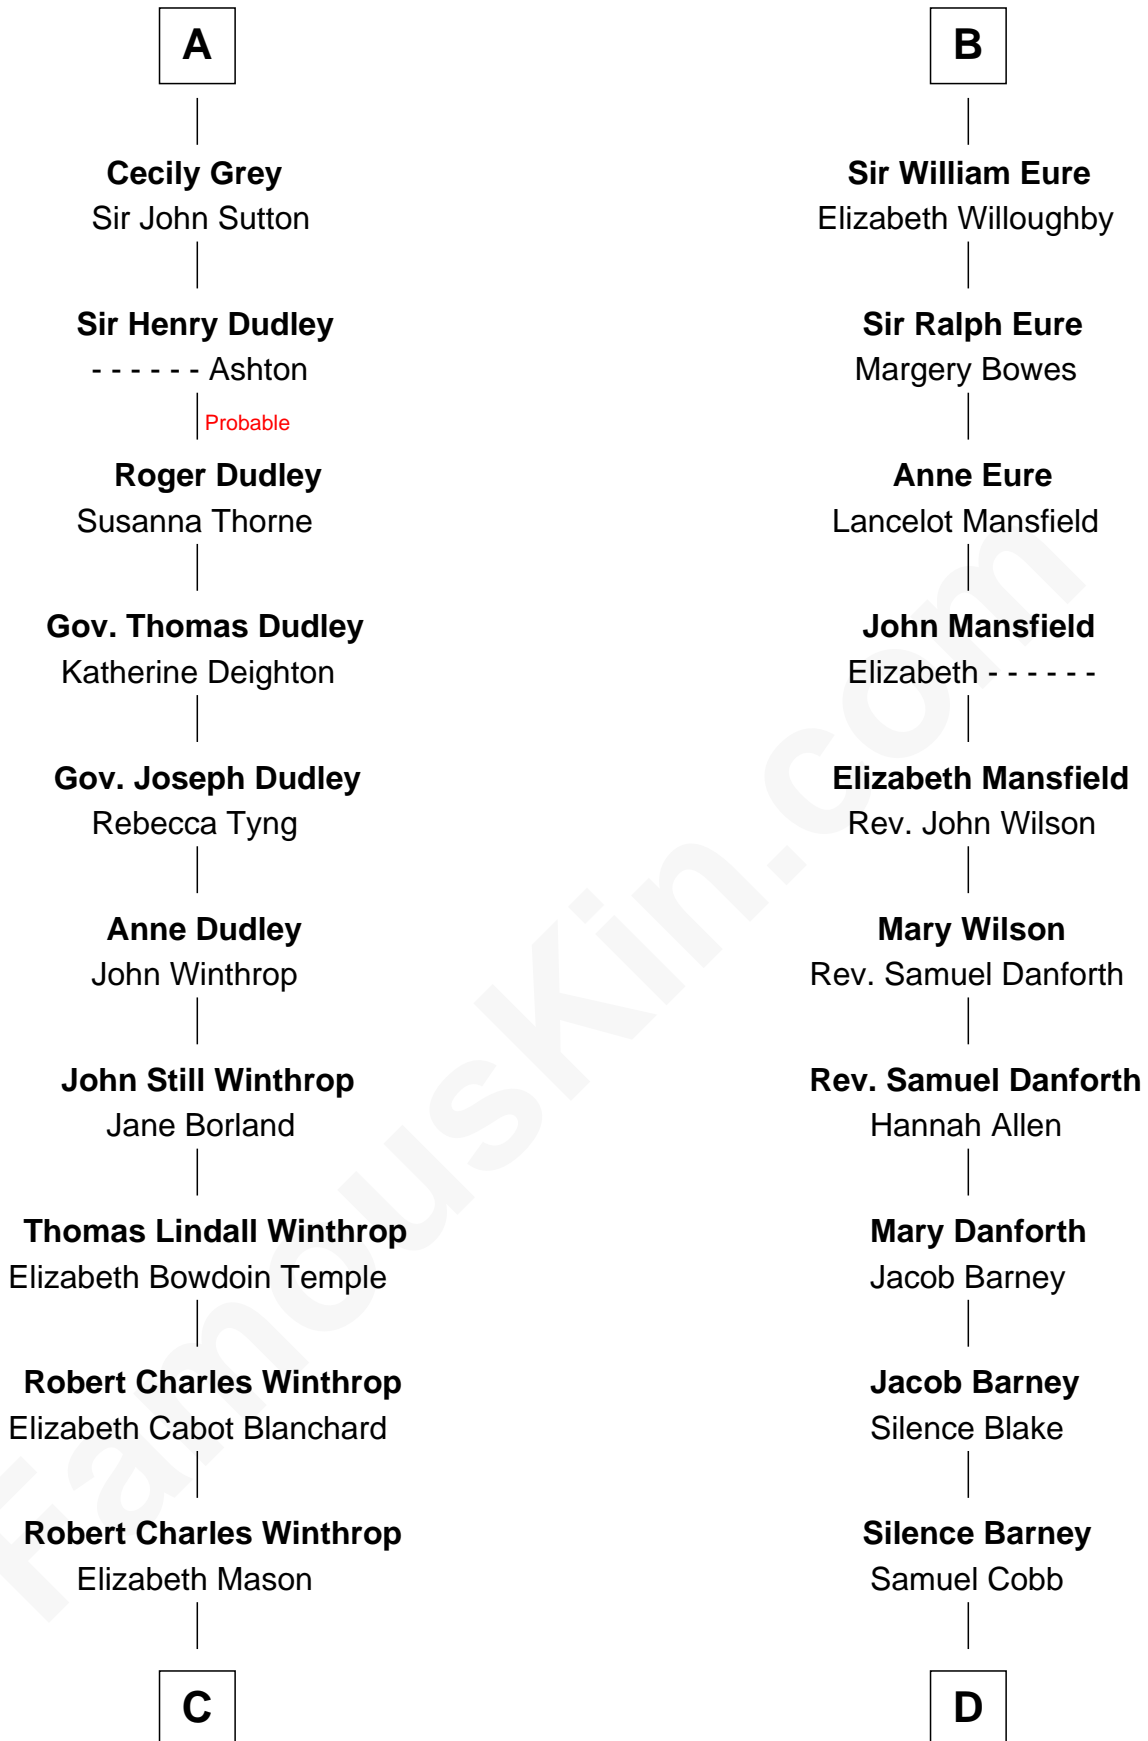 A
Cecily Grey
Sir John Sutton
Sir Henry Dudley
- - - - - - Ashton
Probable
Roger Dudley
Susanna Thorne
Gov. Thomas Dudley
Katherine Deighton
Gov. Joseph Dudley
Rebecca Tyng
Anne Dudley
John Winthrop
John Still Winthrop
Jane Borland
Thomas Lindall Winthrop
Elizabeth Bowdoin Temple
Robert Charles Winthrop
Elizabeth Cabot Blanchard
Robert Charles Winthrop
Elizabeth Mason
C
B
Sir William Eure
Elizabeth Willoughby
Sir Ralph Eure
Margery Bowes
Anne Eure
Lancelot Mansfield
John Mansfield
Elizabeth - - - - - -
Elizabeth Mansfield
Rev. John Wilson
Mary Wilson
Rev. Samuel Danforth
Rev. Samuel Danforth
Hannah Allen
Mary Danforth
Jacob Barney
Jacob Barney
Silence Blake
Silence Barney
Samuel Cobb
D
FamousKin.com